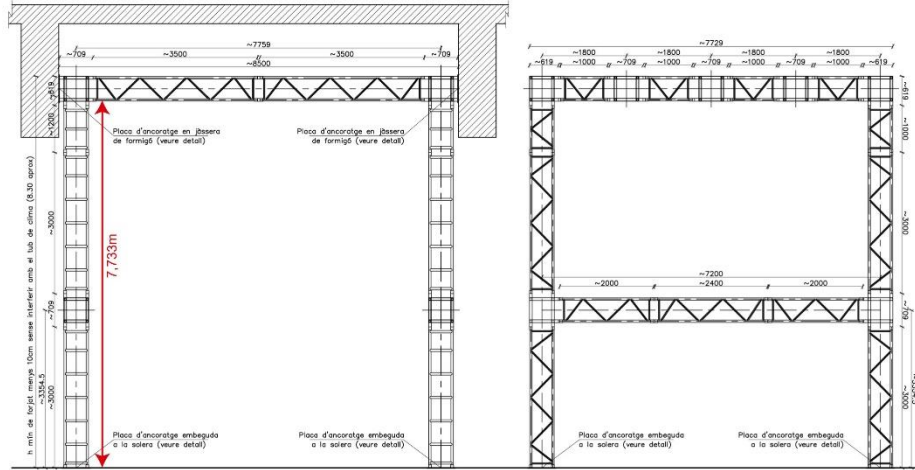 ~7759
~709
~3500
~3500
~709
~8500
~619
~1200
Placa d'ancoratge en jàssera
de formigó (veure detall)
Placa d'ancoratge en jàssera
de formigó (veure detall)
h mín de forjat menys 10cm sense interferir amb el tub de clima (8.30 aprox)
~3000
7,733m
~709
~3354.5
~3000
Placa d'ancoratge embeguda
a la solera (veure detall)
Placa d'ancoratge embeguda
a la solera (veure detall)
~7729
~1800
~1800
~1800
~1800
~619
~1000
~709
~1000
~709
~1000
~709
~1000
~619
~619
~1000
~3000
~7200
~2000
~2400
~2000
~709
~3000
~3354.5
Placa d'ancoratge embeguda
a la solera (veure detall)
Placa d'ancoratge embeguda
a la solera (veure detall)